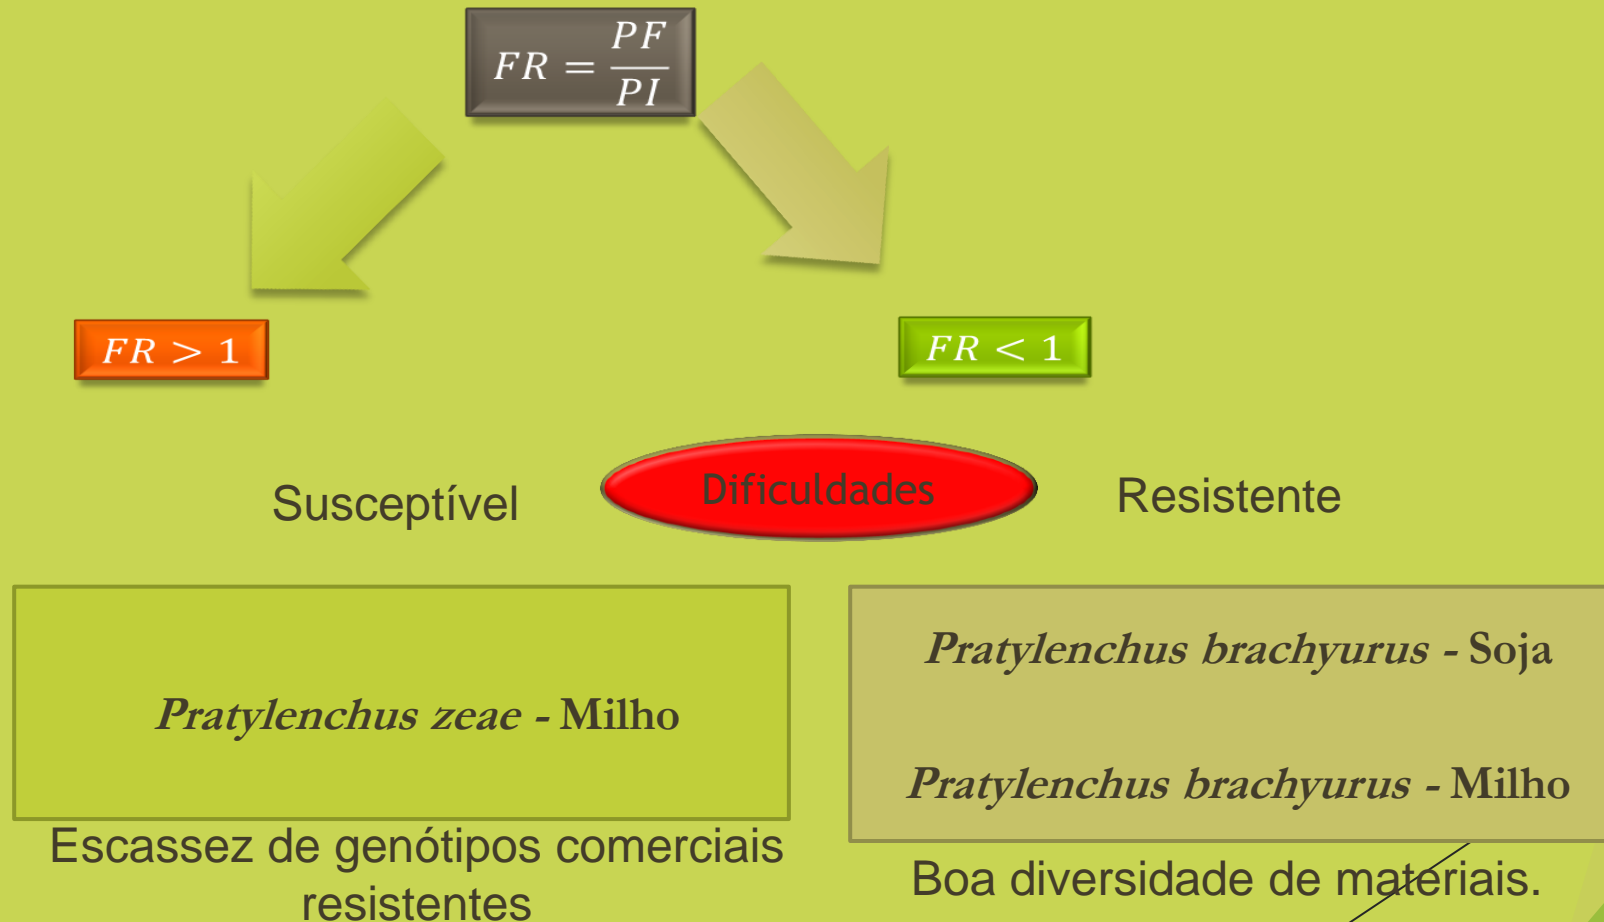 FR = PF/PI
FR > 1
FR < 1
Susceptível
Dificuldades
Resistente
Pratylenchus zeae - Milho
Escassez de genótipos comerciais
resistentes
Pratylenchus brachyurus - Soja
Pratylenchus brachyurus - Milho
Boa diversidade de materiais.